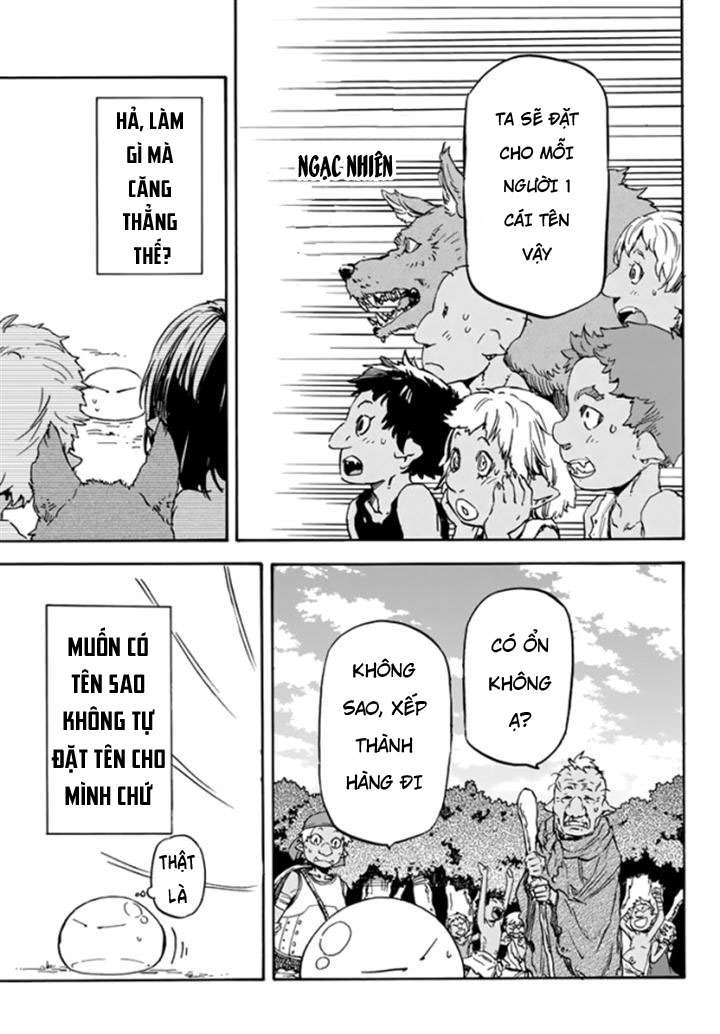 TA SẼ ĐẶT
CHO MỖI
NGƯỜI 1
CÁI TÊN
VẬY
NGẠC NHIÊN
HẢ, LÀM
GÌ MÀ
CĂNG
THẲNG
THẾ?
CÓ ỔN
KHÔNG
Ạ?
KHÔNG
SAO, XẾP
THÀNH
HÀNG ĐI
MUỐN CÓ
TÊN SAO
KHÔNG TỰ
ĐẶT TÊN CHO
MÌNH CHỨ
THẬT
LÀ